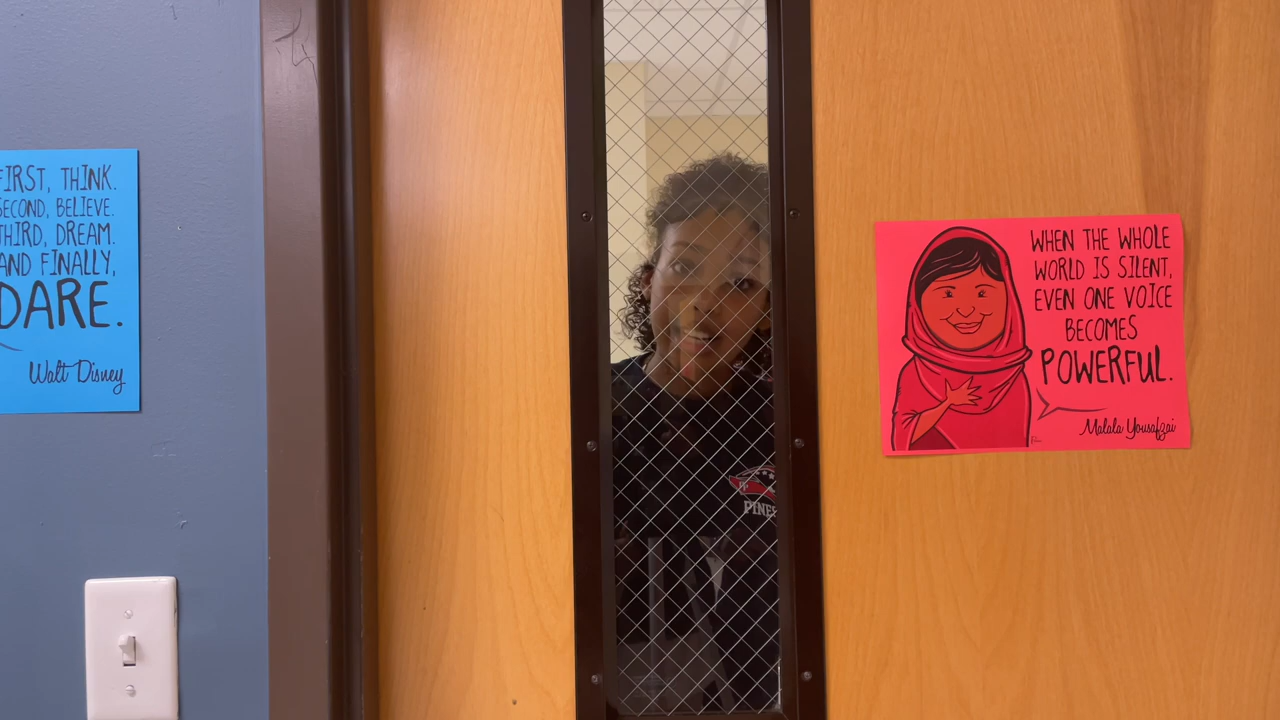 FIRST, THINK.
SECOND, BELIEVE.
THIRD, DREAM.
AND FINALLY,
DARE.
Walt Disney
WHEN THE WHOLE
WORLD IS SILENT,
EVEN ONE VOICE
BECOMES
POWERFUL.
Malala Yousafzai
PINES